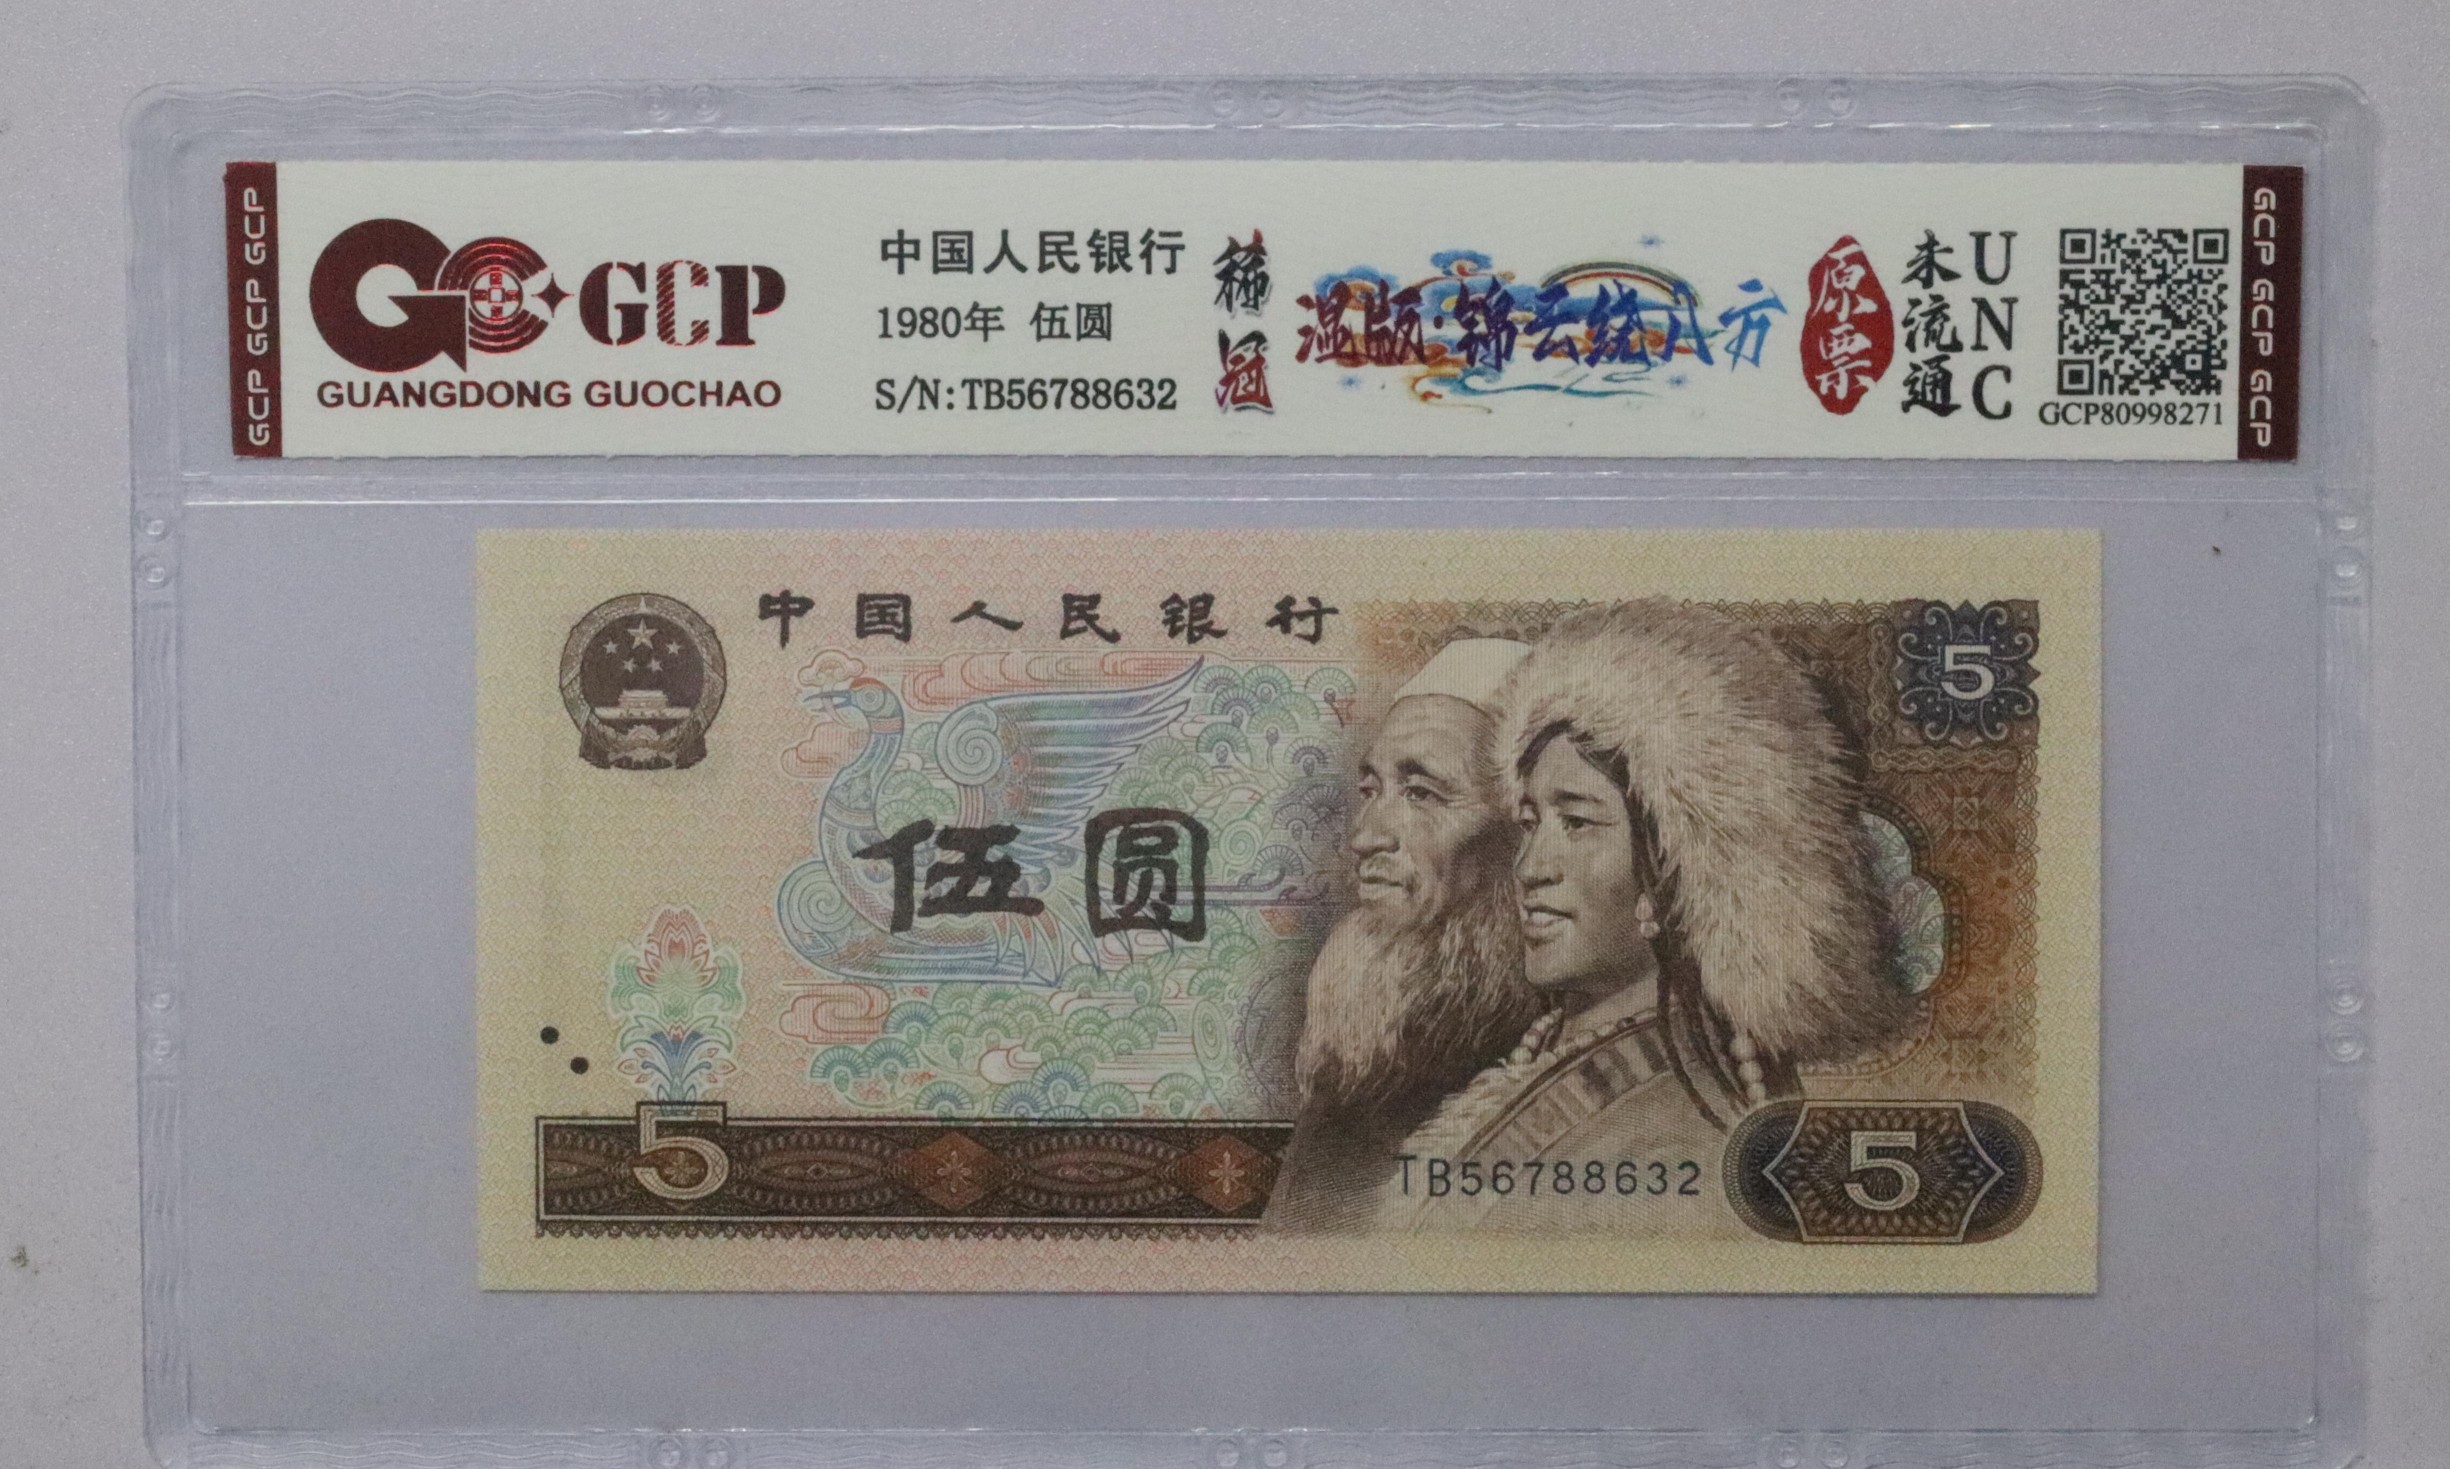 GCP GCP GCP
GCP
GUANGDONG GUOCHAO
中国人民银行
1980年 伍圆
S/N:TB56788632
稀冠
温版·锦云绕八方
原票
未流通
UNC
GCP80998271
GCP GCP GCP
中国人民银行
5
伍圆
5
TB56788632
5